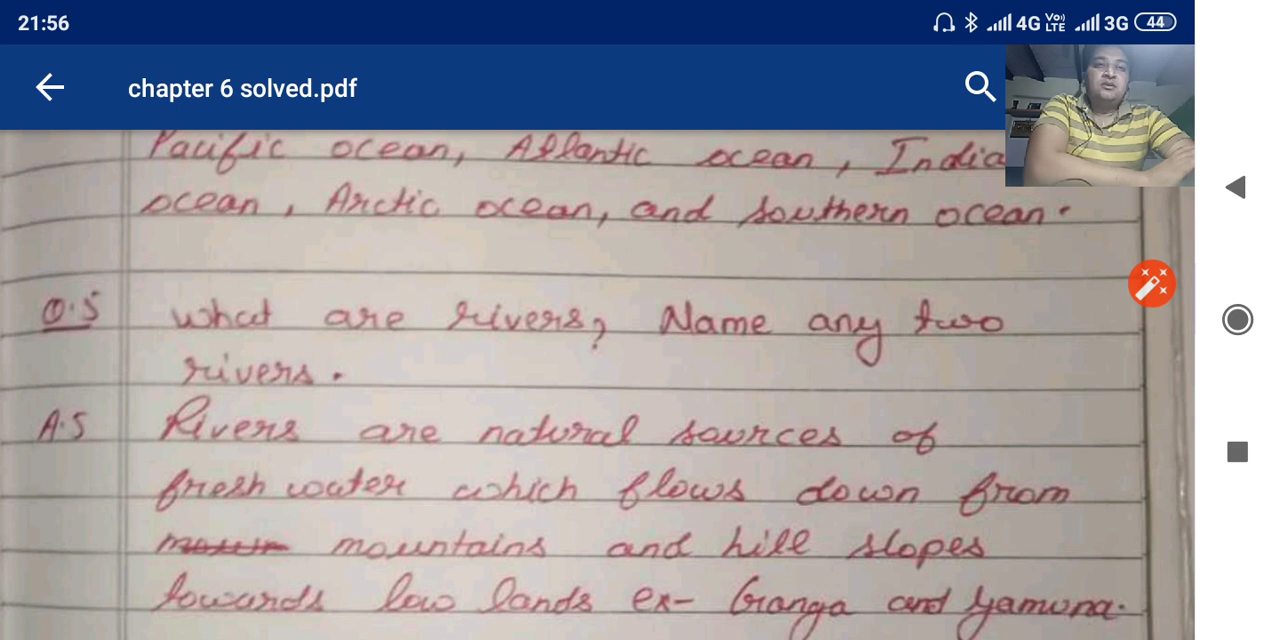 21:56 4G Vo) LTE 3G 44
chapter 6 solved.pdf
Pacific ocean, Atlantic ocean, India
ocean, Arctic ocean, and southern ocean.
Q.5 What are rivers? Name any two
rivers.
A.5 Rivers are natural sources of
fresh water which flows down from
mountains and hill slopes
towards low lands ex- Ganga and Yamuna.